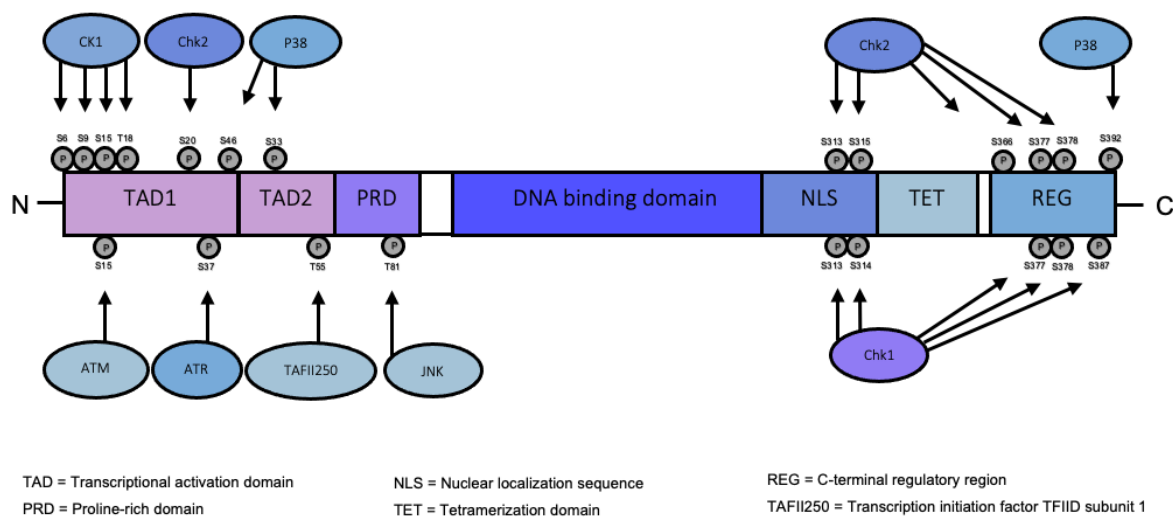 CK1 Chk2 P38 Chk2 P38
S6 S9 S15 T18 S20 S46 S33 S313 S315 S366 S377 S378 S392
P P P P P P P P P P P P P
N TAD1 TAD2 PRD DNA binding domain NLS TET REG C
P P P P P P P P P
S15 S37 T55 T81 S313 S314 S377 S378 S387
ATM ATR TAFII250 JNK Chk1
TAD = Transcriptional activation domain NLS = Nuclear localization sequence REG = C-terminal regulatory region
PRD = Proline-rich domain TET = Tetramerization domain TAFII250 = Transcription initiation factor TFIID subunit 1